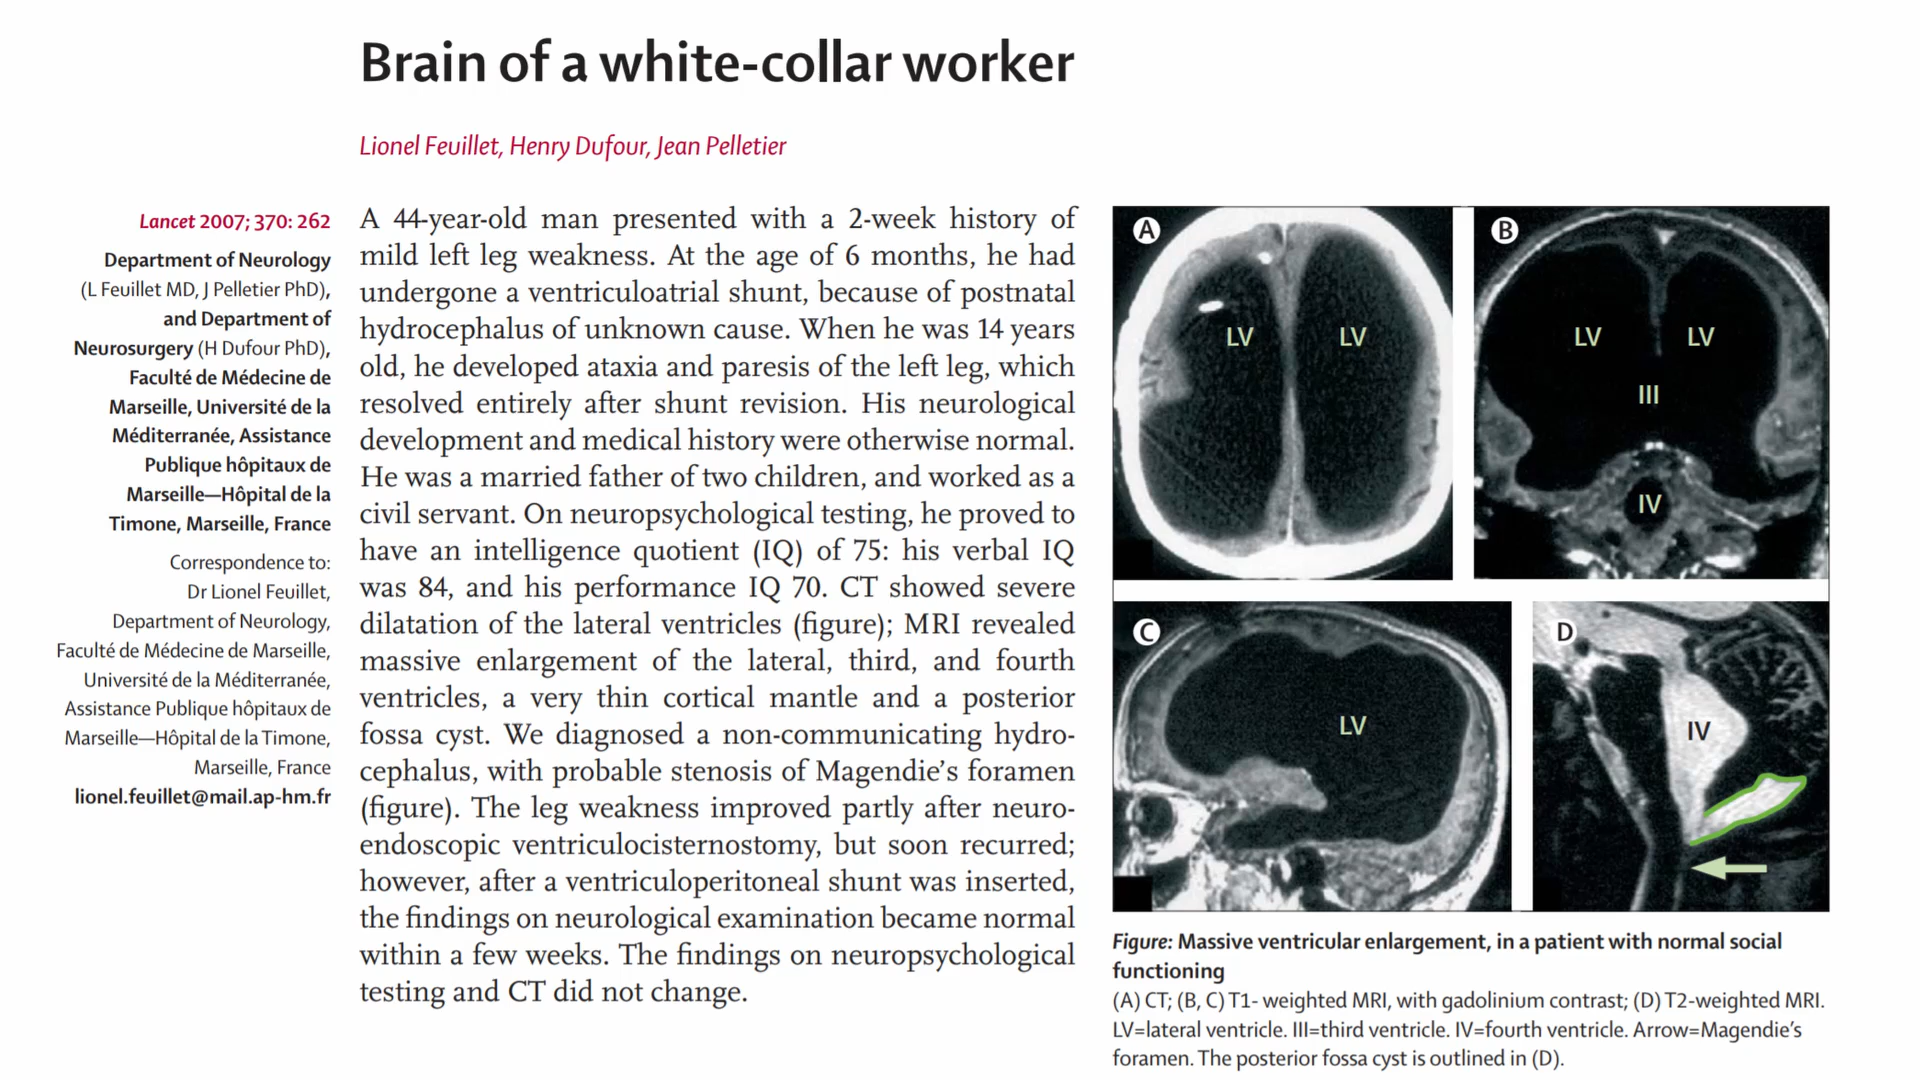 Brain of a white-collar worker
Lionel Feuillet, Henry Dufour, Jean Pelletier
Lancet 2007; 370: 262
Department of Neurology
(L Feuillet MD, J Pelletier PhD),
and Department of
Neurosurgery (H Dufour PhD),
Faculté de Médecine de
Marseille, Université de la
Méditerranée, Assistance
Publique hôpitaux de
Marseille—Hôpital de la
Timone, Marseille, France
Correspondence to:
Dr Lionel Feuillet,
Department of Neurology,
Faculté de Médecine de Marseille,
Université de la Méditerranée,
Assistance Publique hôpitaux de
Marseille—Hôpital de la Timone,
Marseille, France
lionel.feuillet@mail.ap-hm.fr
A 44-year-old man presented with a 2-week history of
mild left leg weakness. At the age of 6 months, he had
undergone a ventriculoatrial shunt, because of postnatal
hydrocephalus of unknown cause. When he was 14 years
old, he developed ataxia and paresis of the left leg, which
resolved entirely after shunt revision. His neurological
development and medical history were otherwise normal.
He was a married father of two children, and worked as a
civil servant. On neuropsychological testing, he proved to
have an intelligence quotient (IQ) of 75: his verbal IQ
was 84, and his performance IQ 70. CT showed severe
dilatation of the lateral ventricles (figure); MRI revealed
massive enlargement of the lateral, third, and fourth
ventricles, a very thin cortical mantle and a posterior
fossa cyst. We diagnosed a non-communicating hydro-
cephalus, with probable stenosis of Magendie's foramen
(figure). The leg weakness improved partly after neuro-
endoscopic ventriculocisternostomy, but soon recurred;
however, after a ventriculoperitoneal shunt was inserted,
the findings on neurological examination became normal
within a few weeks. The findings on neuropsychological
testing and CT did not change.
A
LV LV
B
LV LV
III
IV
C
LV
D
IV
Figure: Massive ventricular enlargement, in a patient with normal social
functioning
(A) CT; (B, C) T1- weighted MRI, with gadolinium contrast; (D) T2-weighted MRI.
LV=lateral ventricle. III=third ventricle. IV=fourth ventricle. Arrow=Magendie's
foramen. The posterior fossa cyst is outlined in (D).